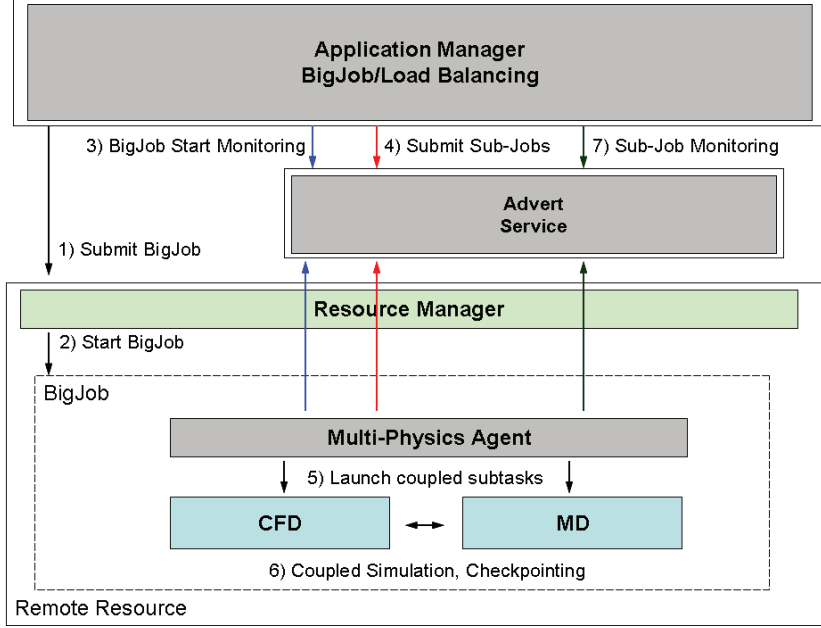 Application Manager
BigJob/Load Balancing
3) BigJob Start Monitoring
4) Submit Sub-Jobs
7) Sub-Job Monitoring
Advert
Service
1) Submit BigJob
Resource Manager
2) Start BigJob
BigJob
Multi-Physics Agent
5) Launch coupled subtasks
CFD
MD
6) Coupled Simulation, Checkpointing
Remote Resource